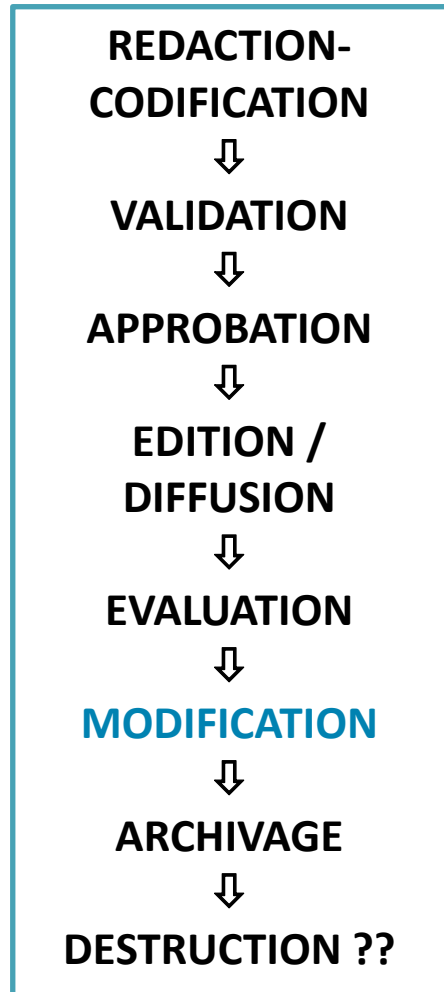 REDACTION-
CODIFICATION
⇩
VALIDATION
⇩
APPROBATION
⇩
EDITION /
DIFFUSION
⇩
EVALUATION
⇩
MODIFICATION
⇩
ARCHIVAGE
⇩
DESTRUCTION ??